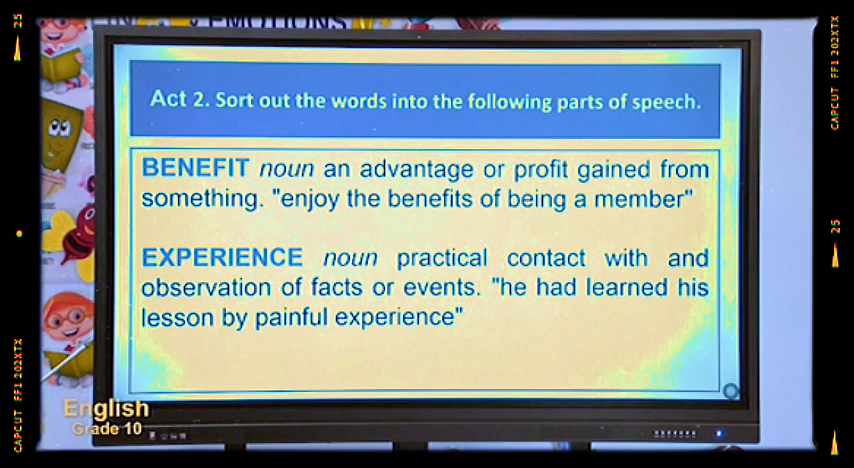 EMOTIONS
Act 2. Sort out the words into the following parts of speech.
BENEFIT noun an advantage or profit gained from
something. "enjoy the benefits of being a member"
EXPERIENCE noun practical contact with and
observation of facts or events. "he had learned his
lesson by painful experience"
English
Grade 10
25
CAPCUT FF1 202XTX
CAPCUT FF1 202XTX
25